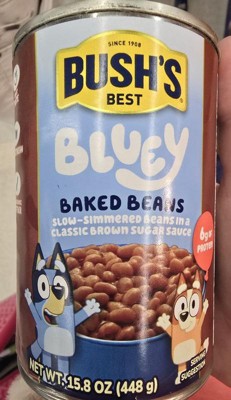 SINCE 1908
BUSH'S
BEST
BLUEY
BAKED BEANS
SLOW-SIMMERED BEANS IN A
CLASSIC BROWN SUGAR SAUCE
6g
PROTEIN
SERVING
SUGGESTION
NET WT. 15.8 OZ (448 g)